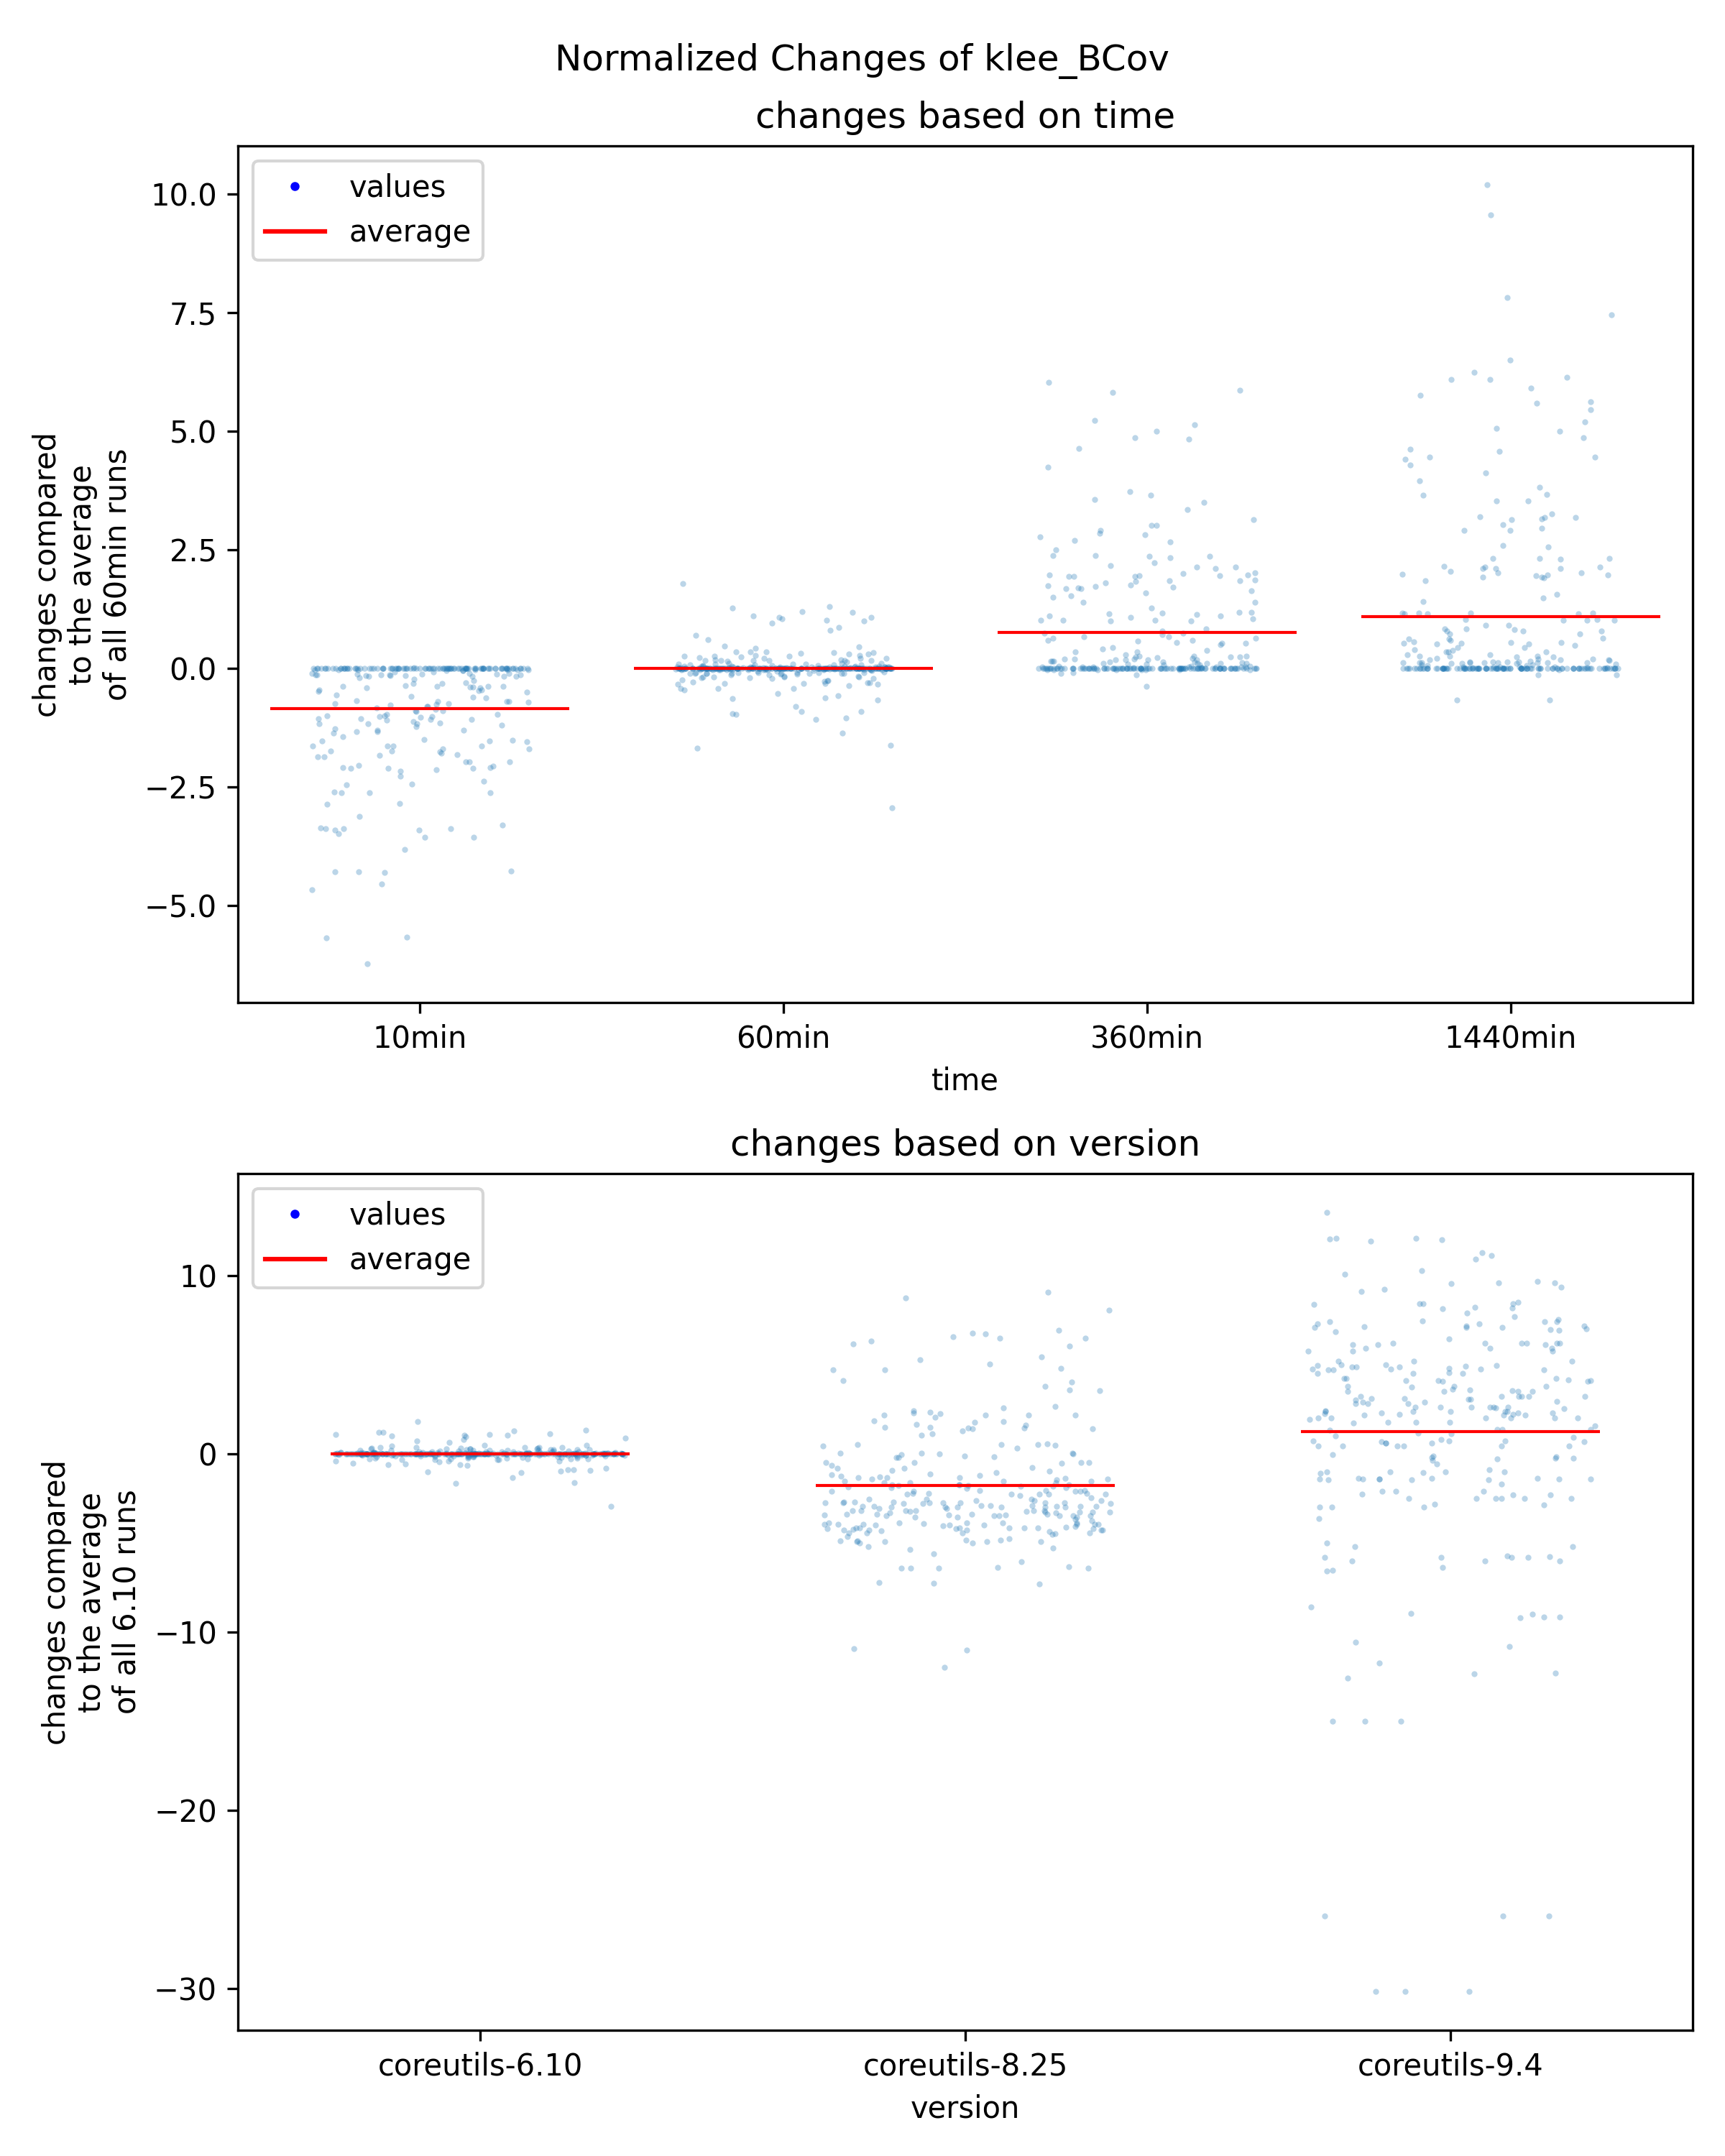 Normalized Changes of klee_BCov
changes based on time
values
average
10.0
7.5
5.0
2.5
0.0
−2.5
−5.0
changes compared
to the average
of all 60min runs
10min
60min
360min
1440min
time
changes based on version
values
average
10
0
−10
−20
−30
changes compared
to the average
of all 6.10 runs
coreutils-6.10
coreutils-8.25
coreutils-9.4
version